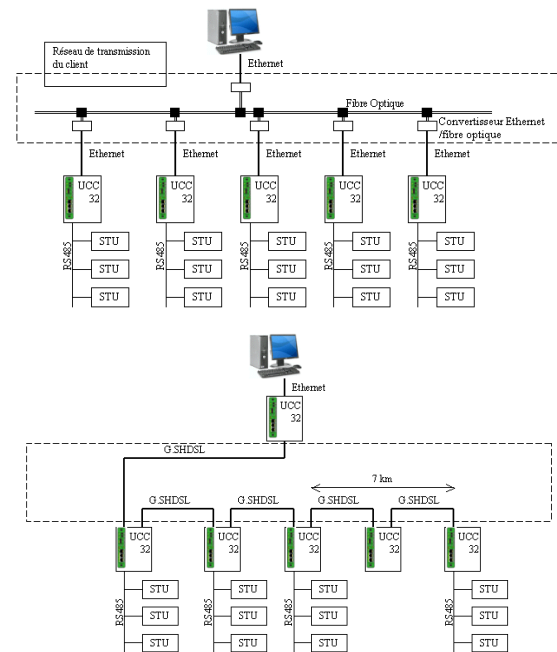 Réseau de transmission
du client
Ethernet
Fibre Optique
Convertisseur Ethernet
/fibre optique
Ethernet
Ethernet
Ethernet
Ethernet
Ethernet
UCC
32
UCC
32
UCC
32
UCC
32
UCC
32
RS485
STU
STU
STU
RS485
STU
STU
STU
RS485
STU
STU
STU
RS485
STU
STU
STU
RS485
STU
STU
STU
Ethernet
UCC
32
G.SHDSL
7 km
G.SHDSL
G.SHDSL
G.SHDSL
G.SHDSL
UCC
32
UCC
32
UCC
32
UCC
32
UCC
32
RS485
STU
STU
STU
RS485
STU
STU
STU
RS485
STU
STU
STU
RS485
STU
STU
STU